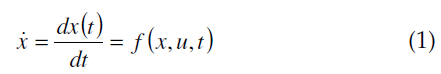 ẋ = dx(t)/dt = f(x,u,t) (1)